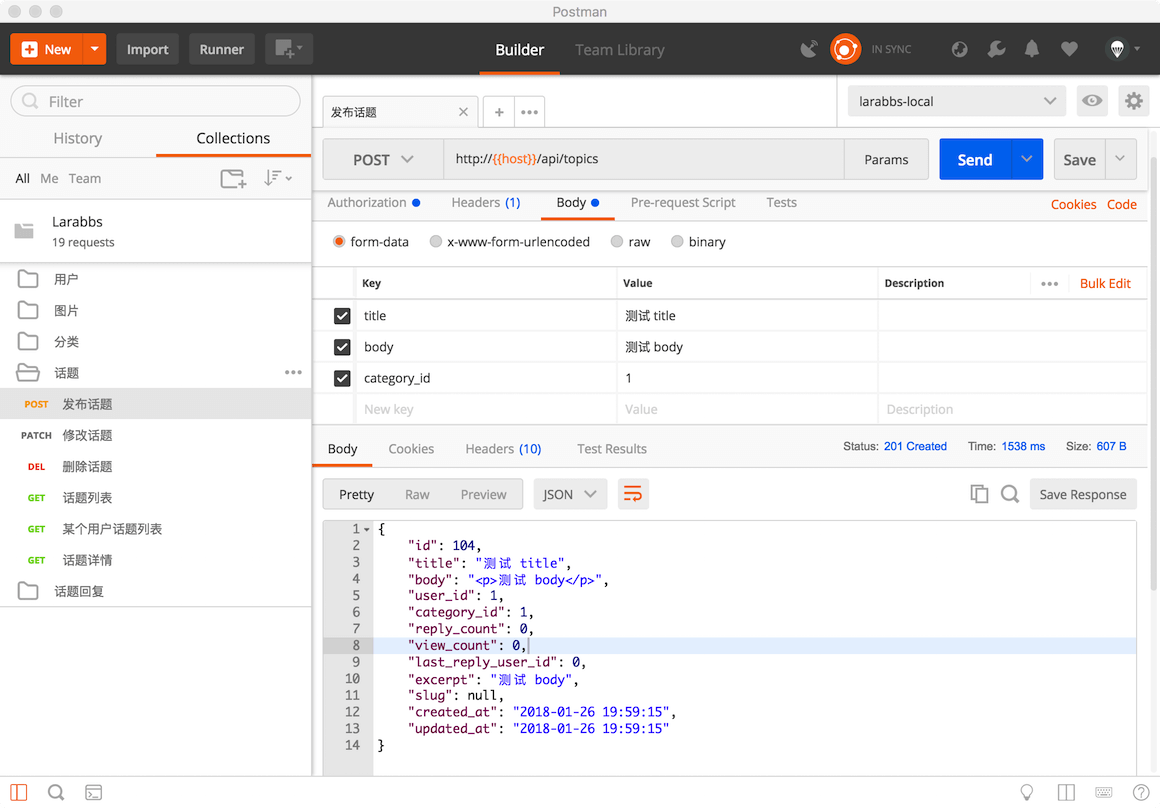 Postman
New Import Runner Builder Team Library IN SYNC
Filter
History Collections
All Me Team
Larabbs
19 requests
用户
图片
分类
话题
POST 发布话题
PATCH 修改话题
DEL 删除话题
GET 话题列表
GET 某个用户话题列表
GET 话题详情
话题回复
发布话题 larabbs-local
POST http://{{host}}/api/topics Params Send Save
Authorization Headers (1) Body Pre-request Script Tests Cookies Code
form-data x-www-form-urlencoded raw binary
Key Value Description Bulk Edit
title 测试 title
body 测试 body
category_id 1
New key Value Description
Body Cookies Headers (10) Test Results Status: 201 Created Time: 1538 ms Size: 607 B
Pretty Raw Preview JSON Save Response
1 {
2 "id": 104,
3 "title": "测试 title",
4 "body": "<p>测试 body</p>",
5 "user_id": 1,
6 "category_id": 1,
7 "reply_count": 0,
8 "view_count": 0,
9 "last_reply_user_id": 0,
10 "excerpt": "测试 body",
11 "slug": null,
12 "created_at": "2018-01-26 19:59:15",
13 "updated_at": "2018-01-26 19:59:15"
14 }